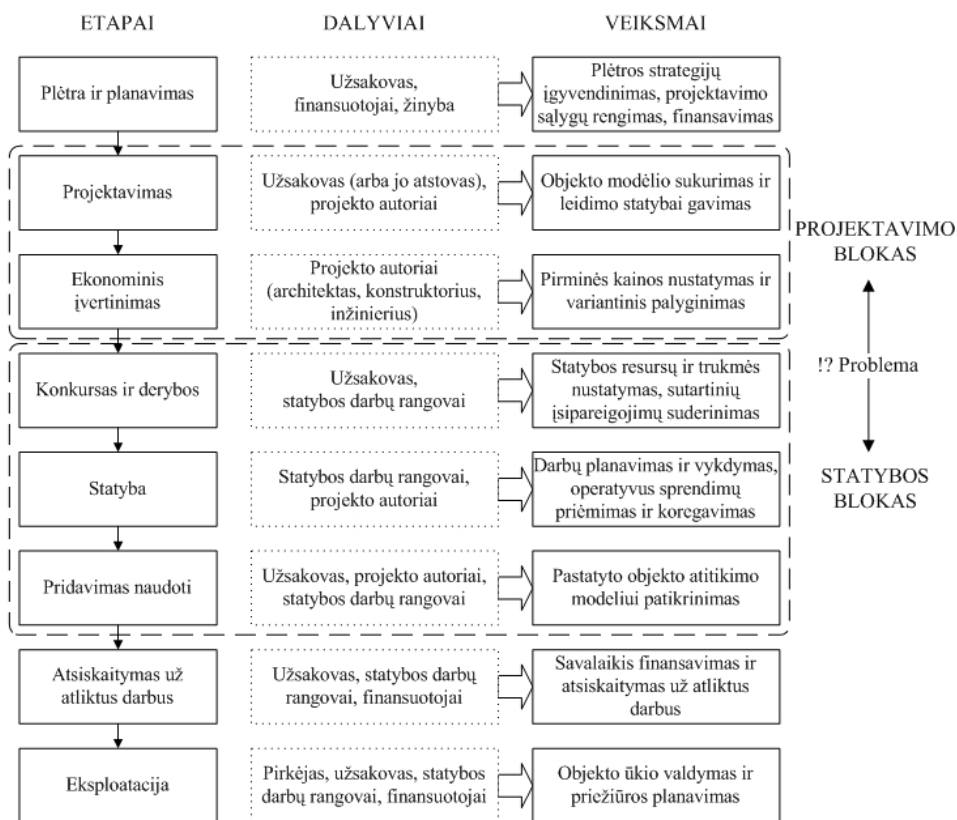 ETAPAI
DALYVIAI
VEIKSMAI
Plėtra ir planavimas
Užsakovas,
finansuotojai, žinyba
Plėtros strategijų
įgyvendinimas, projektavimo
sąlygų rengimas, finansavimas
Projektavimas
Užsakovas (arba jo atstovas),
projekto autoriai
Objekto modėlio sukurimas ir
leidimo statybai gavimas
Ekonominis
įvertinimas
Projekto autoriai
(architektas, konstruktorius,
inžinierius)
Pirminės kainos nustatymas ir
variantinis palyginimas
PROJEKTAVIMO
BLOKAS
!? Problema
STATYBOS
BLOKAS
Konkursas ir derybos
Užsakovas,
statybos darbų rangovai
Statybos resursų ir trukmės
nustatymas, sutartinių
įsipareigojimų suderinimas
Statyba
Statybos darbų rangovai,
projekto autoriai
Darbų planavimas ir vykdymas,
operatyvus sprendimų
priėmimas ir koregavimas
Pridavimas naudoti
Užsakovas, projekto autoriai,
statybos darbų rangovai
Pastatyto objekto atitikimo
modeliui patikrinimas
Atsiskaitymas už
atliktus darbus
Užsakovas, statybos darbų
rangovai, finansuotojai
Savalaikis finansavimas ir
atsiskaitymas už atliktus
darbus
Eksploatacija
Pirkėjas, užsakovas, statybos
darbų rangovai, finansuotojai
Objekto ūkio valdymas ir
priežiūros planavimas